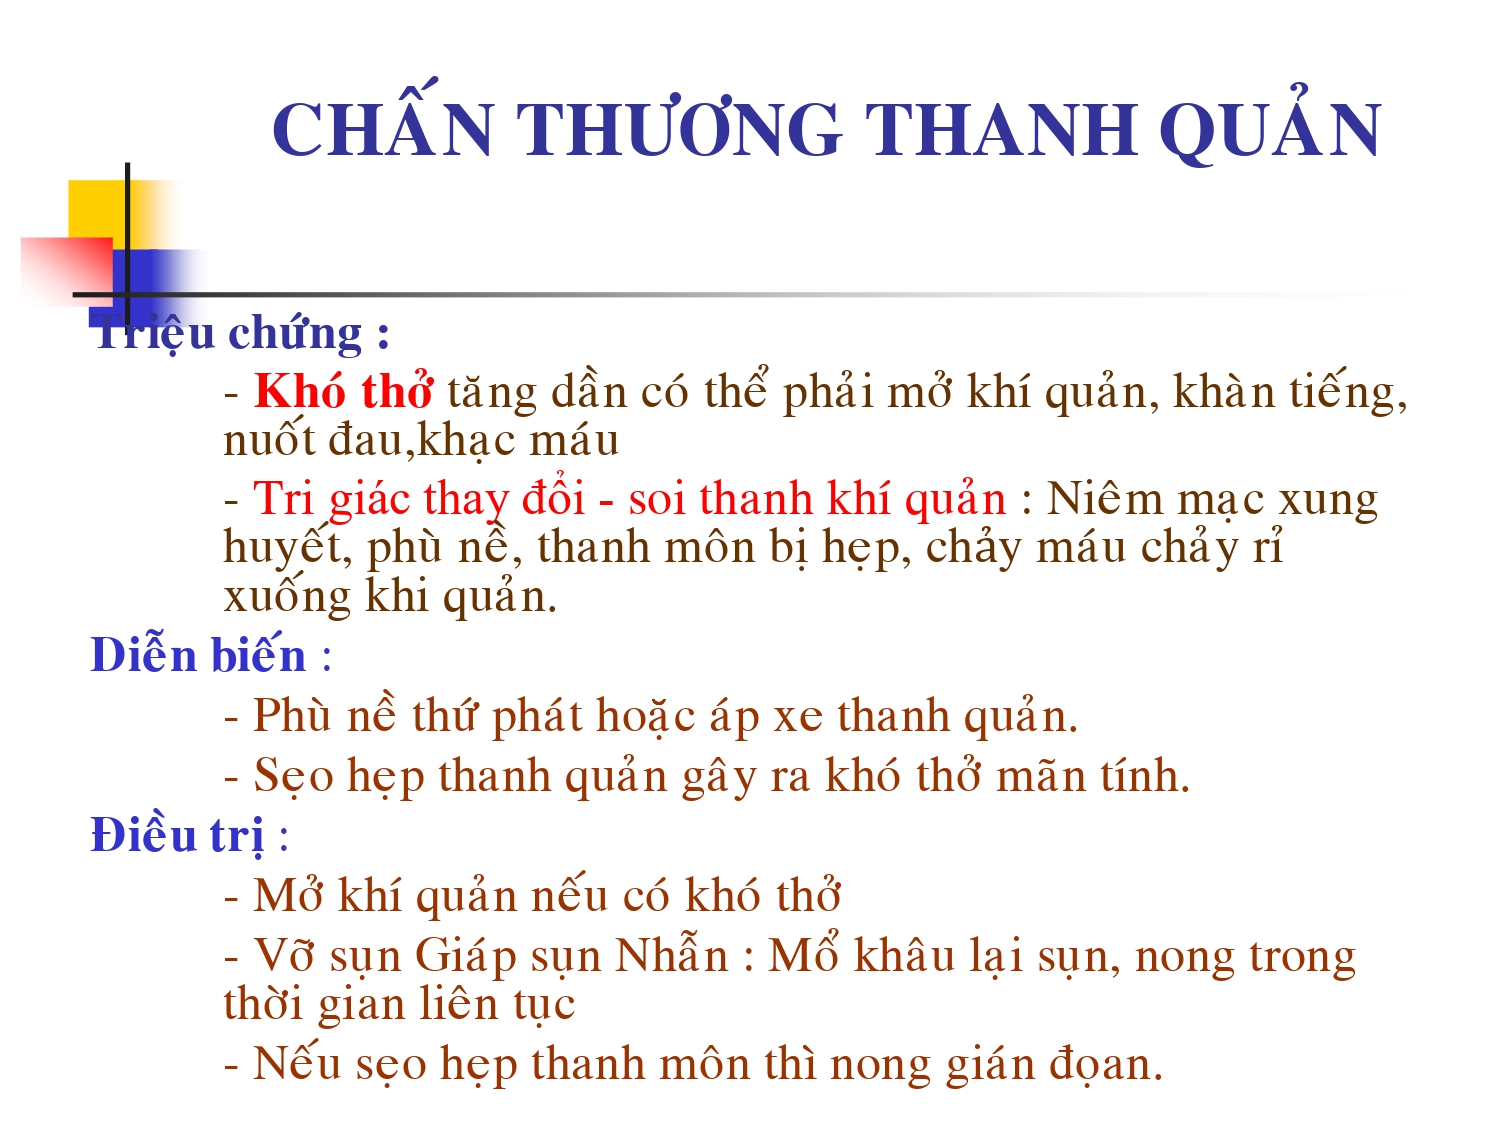 CHẤN THƯƠNG THANH QUẢN
Triệu chứng :
- Khó thở tăng dần có thể phải mở khí quản, khàn tiếng,
nuốt đau,khạc máu
- Tri giác thay đổi - soi thanh khí quản : Niêm mạc xung
huyết, phù nề, thanh môn bị hẹp, chảy máu chảy rỉ
xuống khi quản.
Diễn biến :
- Phù nề thứ phát hoặc áp xe thanh quản.
- Sẹo hẹp thanh quản gây ra khó thở mãn tính.
Điều trị :
- Mở khí quản nếu có khó thở
- Vỡ sụn Giáp sụn Nhẫn : Mổ khâu lại sụn, nong trong
thời gian liên tục
- Nếu sẹo hẹp thanh môn thì nong gián đọan.